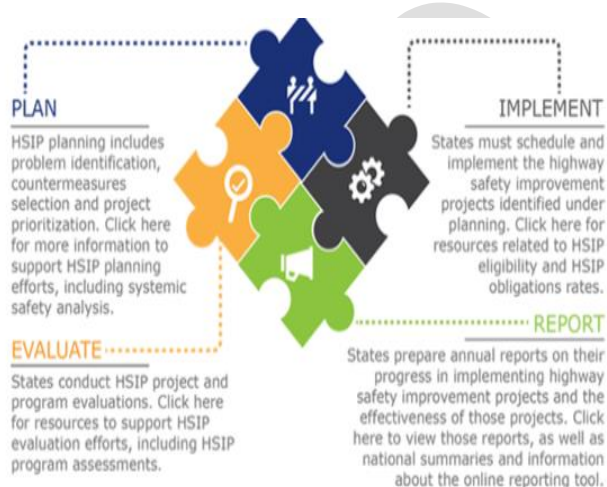 PLAN
HSIP planning includes
problem identification,
countermeasures
selection and project
prioritization. Click here
for more information to
support HSIP planning
efforts, including systemic
safety analysis.
IMPLEMENT
States must schedule and
implement the highway
safety improvement
projects identified under
planning. Click here for
resources related to HSIP
eligibility and HSIP
obligations rates.
EVALUATE
States conduct HSIP project and
program evaluations. Click here
for resources to support HSIP
evaluation efforts, including HSIP
program assessments.
REPORT
States prepare annual reports on their
progress in implementing highway
safety improvement projects and the
effectiveness of those projects. Click
here to view those reports, as well as
national summaries and information
about the online reporting tool.